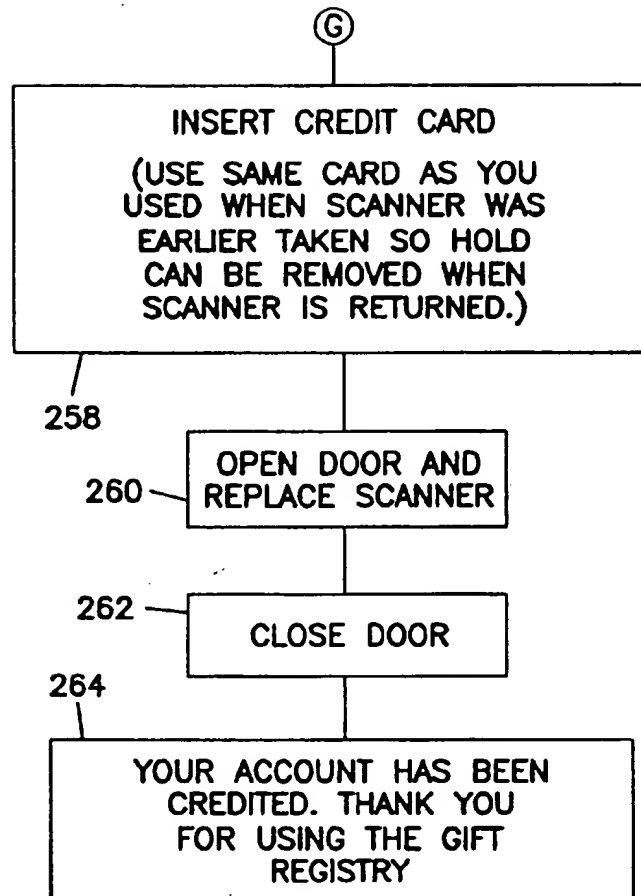 G
INSERT CREDIT CARD
(USE SAME CARD AS YOU
USED WHEN SCANNER WAS
EARLIER TAKEN SO HOLD
CAN BE REMOVED WHEN
SCANNER IS RETURNED.)
258
OPEN DOOR AND
REPLACE SCANNER
260
262
CLOSE DOOR
264
YOUR ACCOUNT HAS BEEN
CREDITED. THANK YOU
FOR USING THE GIFT
REGISTRY